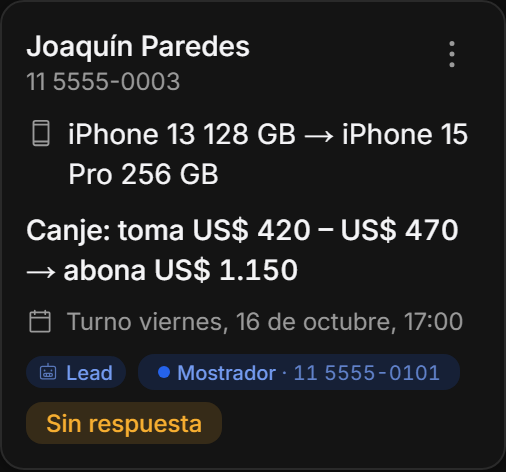 Joaquín Paredes
11 5555-0003
iPhone 13 128 GB → iPhone 15
Pro 256 GB
Canje: toma US$ 420 – US$ 470
→ abona US$ 1.150
Turno viernes, 16 de octubre, 17:00
Lead
Mostrador · 11 5555-0101
Sin respuesta